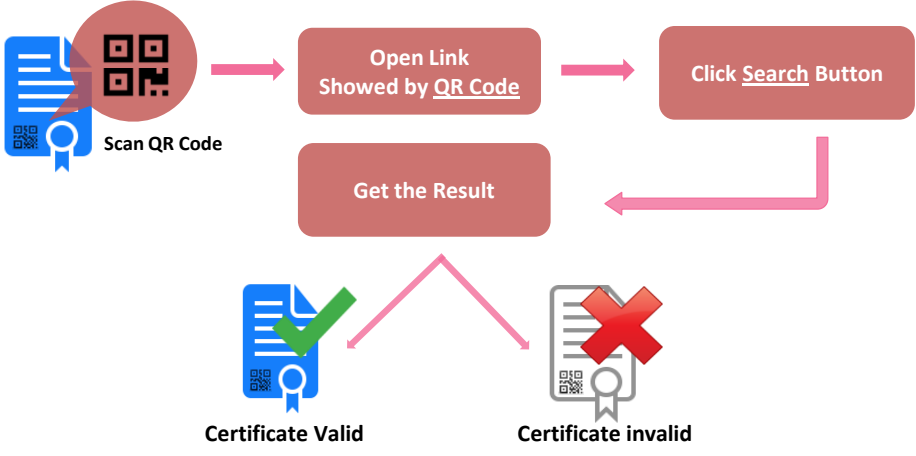 Scan QR Code
Open Link
Showed by QR Code
Click Search Button
Get the Result
Certificate Valid
Certificate invalid